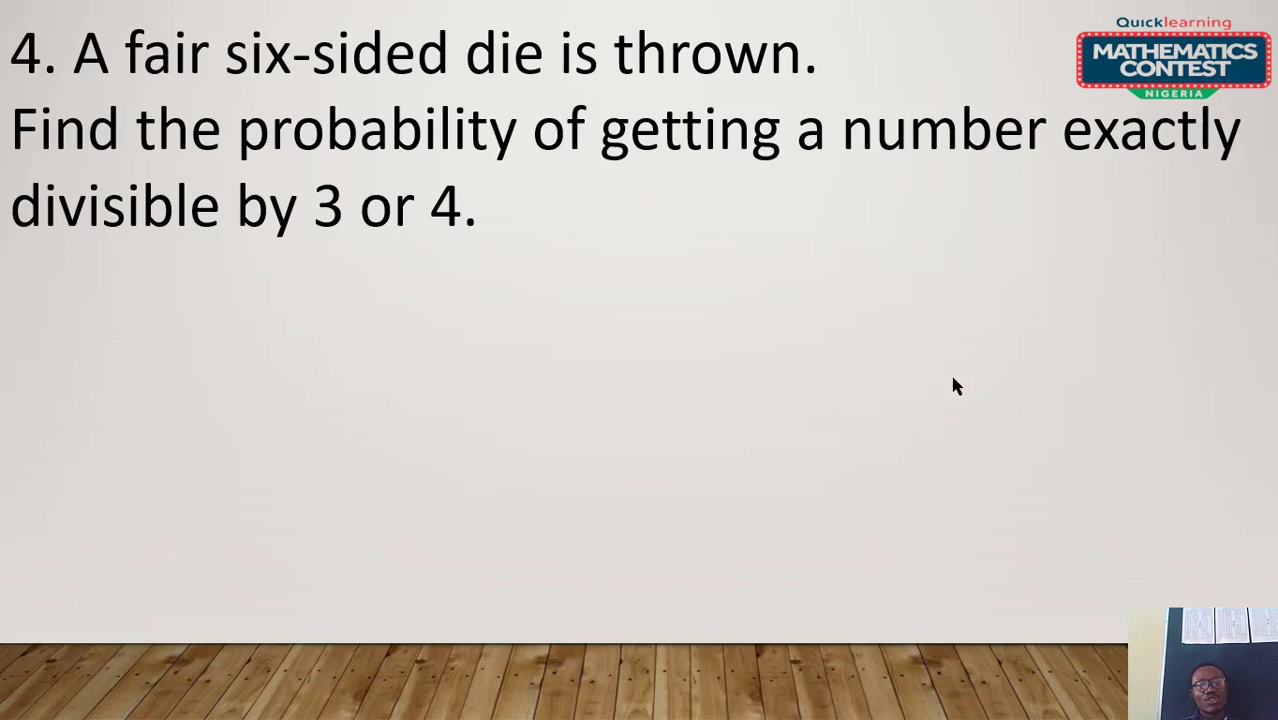 4. A fair six-sided die is thrown.
Find the probability of getting a number exactly
divisible by 3 or 4.
Quicklearning
MATHEMATICS
CONTEST
NIGERIA